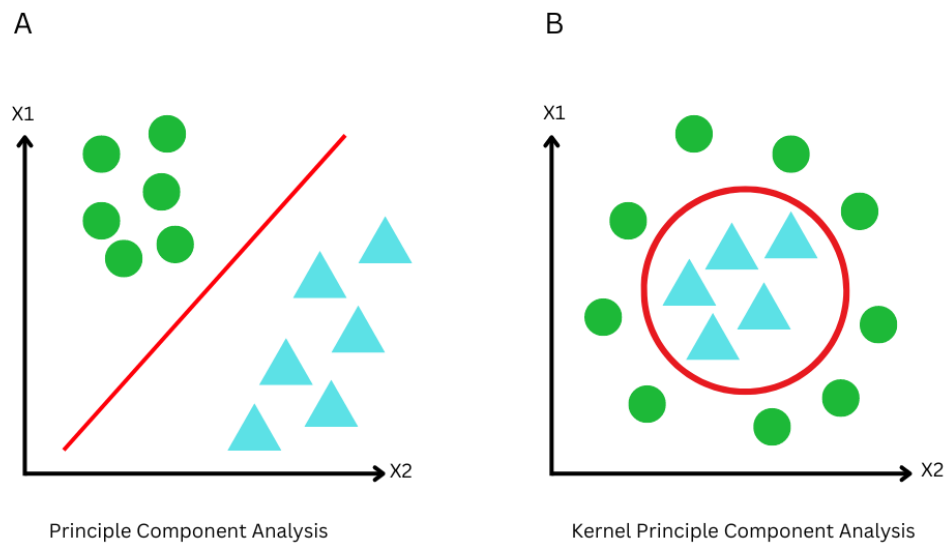 A
B
X1
X1
X2
X2
Principle Component Analysis
Kernel Principle Component Analysis